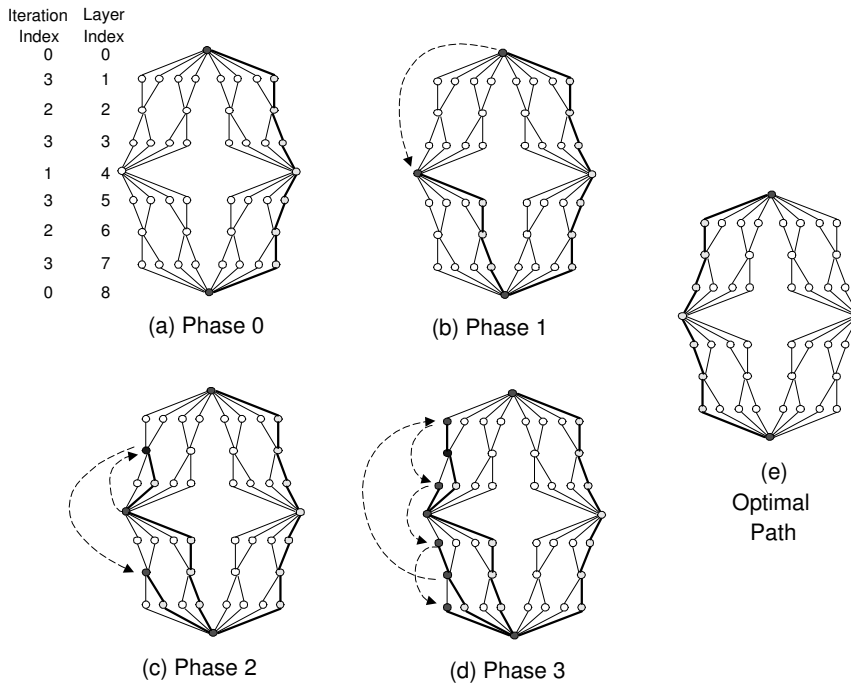 Iteration Layer
Index Index
0 0
3 1
2 2
3 3
1 4
3 5
2 6
3 7
0 8
(a) Phase 0
(b) Phase 1
(c) Phase 2
(d) Phase 3
(e)
Optimal
Path